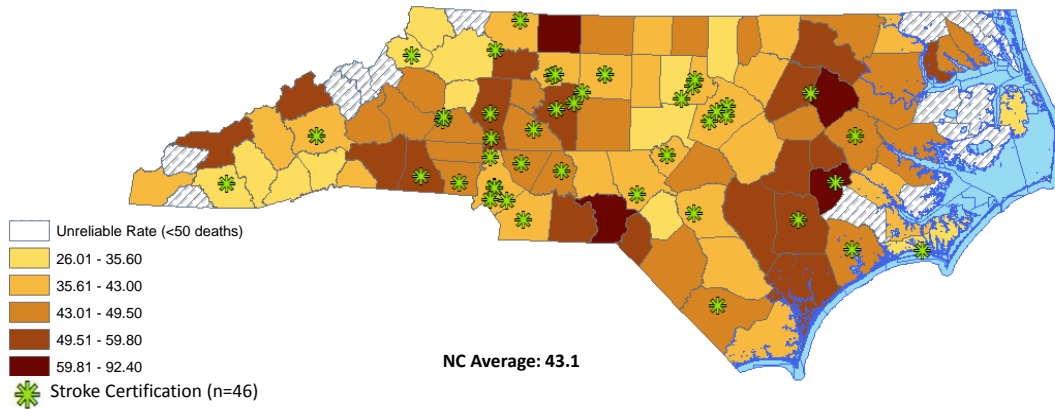 Unreliable Rate (<50 deaths)
26.01 - 35.60
35.61 - 43.00
43.01 - 49.50
49.51 - 59.80
59.81 - 92.40
NC Average: 43.1
Stroke Certification (n=46)